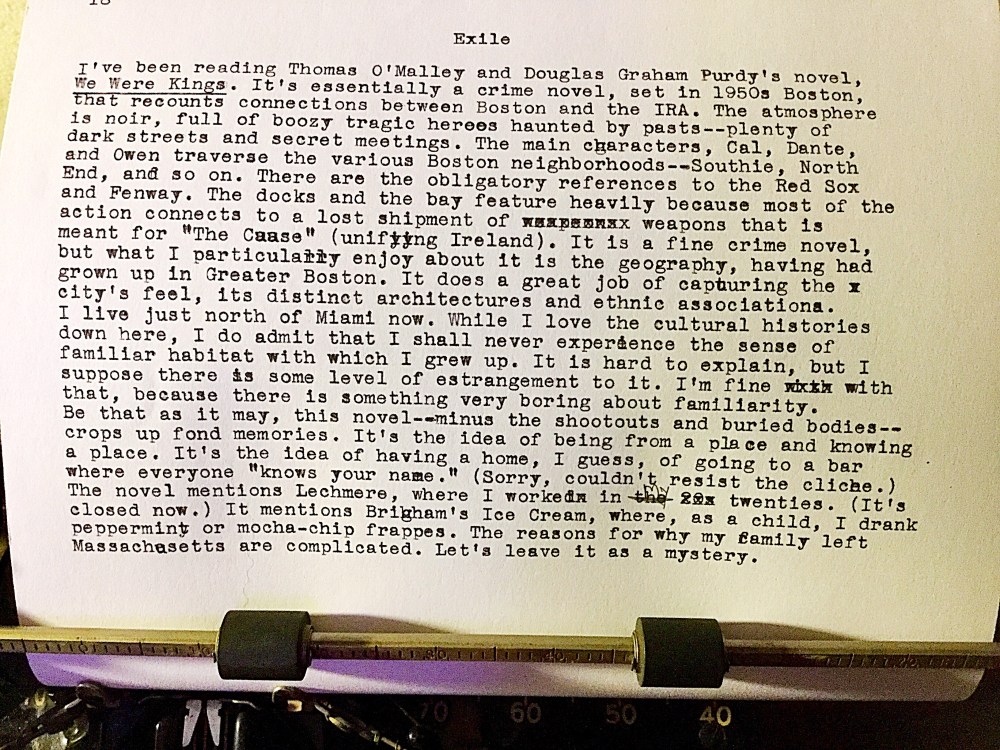 18
Exile
I've been reading Thomas O'Malley and Douglas Graham Purdy's novel,
We Were Kings. It's essentially a crime novel, set in 1950s Boston,
that recounts connections between Boston and the IRA. The atmosphere
is noir, full of boozy tragic heroes haunted by pasts--plenty of
dark streets and secret meetings. The main characters, Cal, Dante,
and Owen traverse the various Boston neighborhoods--Southie, North
End, and so on. There are the obligatory references to the Red Sox
and Fenway. The docks and the bay feature heavily because most of the
action connects to a lost shipment of weapons that is
meant for "The Cause" (unifying Ireland). It is a fine crime novel,
but what I particularly enjoy about it is the geography, having had
grown up in Greater Boston. It does a great job of capturing the x
city's feel, its distinct architectures and ethnic associationa.
I live just north of Miami now. While I love the cultural histories
down here, I do admit that I shall never experience the sense of
familiar habitat with which I grew up. It is hard to explain, but I
suppose there is some level of estrangement to it. I'm fine with
that, because there is something very boring about familiarity.
Be that as it may, this novel--minus the shootouts and buried bodies--
crops up fond memories. It's the idea of being from a place and knowing
a place. It's the idea of having a home, I guess, of going to a bar
where everyone "knows your name." (Sorry, couldn't resist the cliche.)
my
The novel mentions Lechmere, where I worked in the twenties. (It's
closed now.) It mentions Brigham's Ice Cream, where, as a child, I drank
peppermint or mocha-chip frappes. The reasons for why my family left
Massachusetts are complicated. Let's leave it as a mystery.
30 40
70 60 50 40